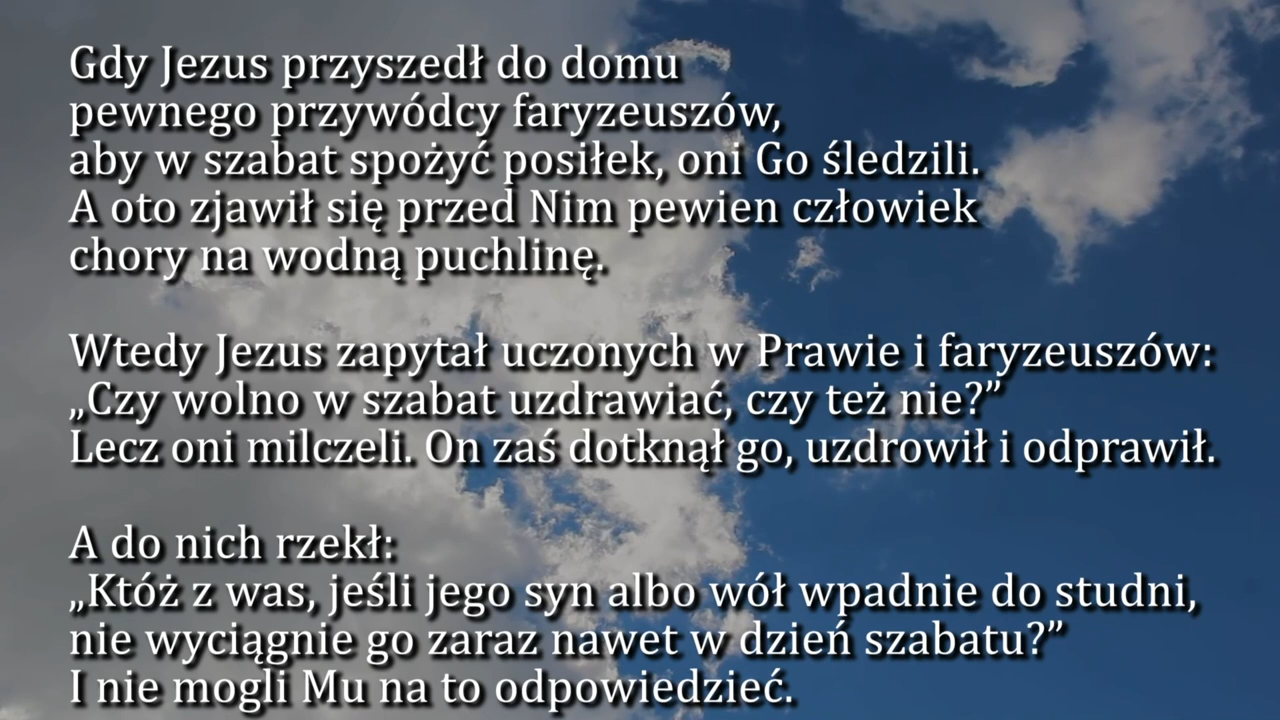 Gdy Jezus przyszedł do domu
pewnego przywódcy faryzeuszów,
aby w szabat spożyć posiłek, oni Go śledzili.
A oto zjawił się przed Nim pewien człowiek
chory na wodną puchlinę.
Wtedy Jezus zapytał uczonych w Prawie i faryzeuszów:
„Czy wolno w szabat uzdrawiać, czy też nie?”
Lecz oni milczeli. On zaś dotknął go, uzdrowił i odprawił.
A do nich rzekł:
„Któż z was, jeśli jego syn albo wół wpadnie do studni,
nie wyciągnie go zaraz nawet w dzień szabatu?”
I nie mogli Mu na to odpowiedzieć.